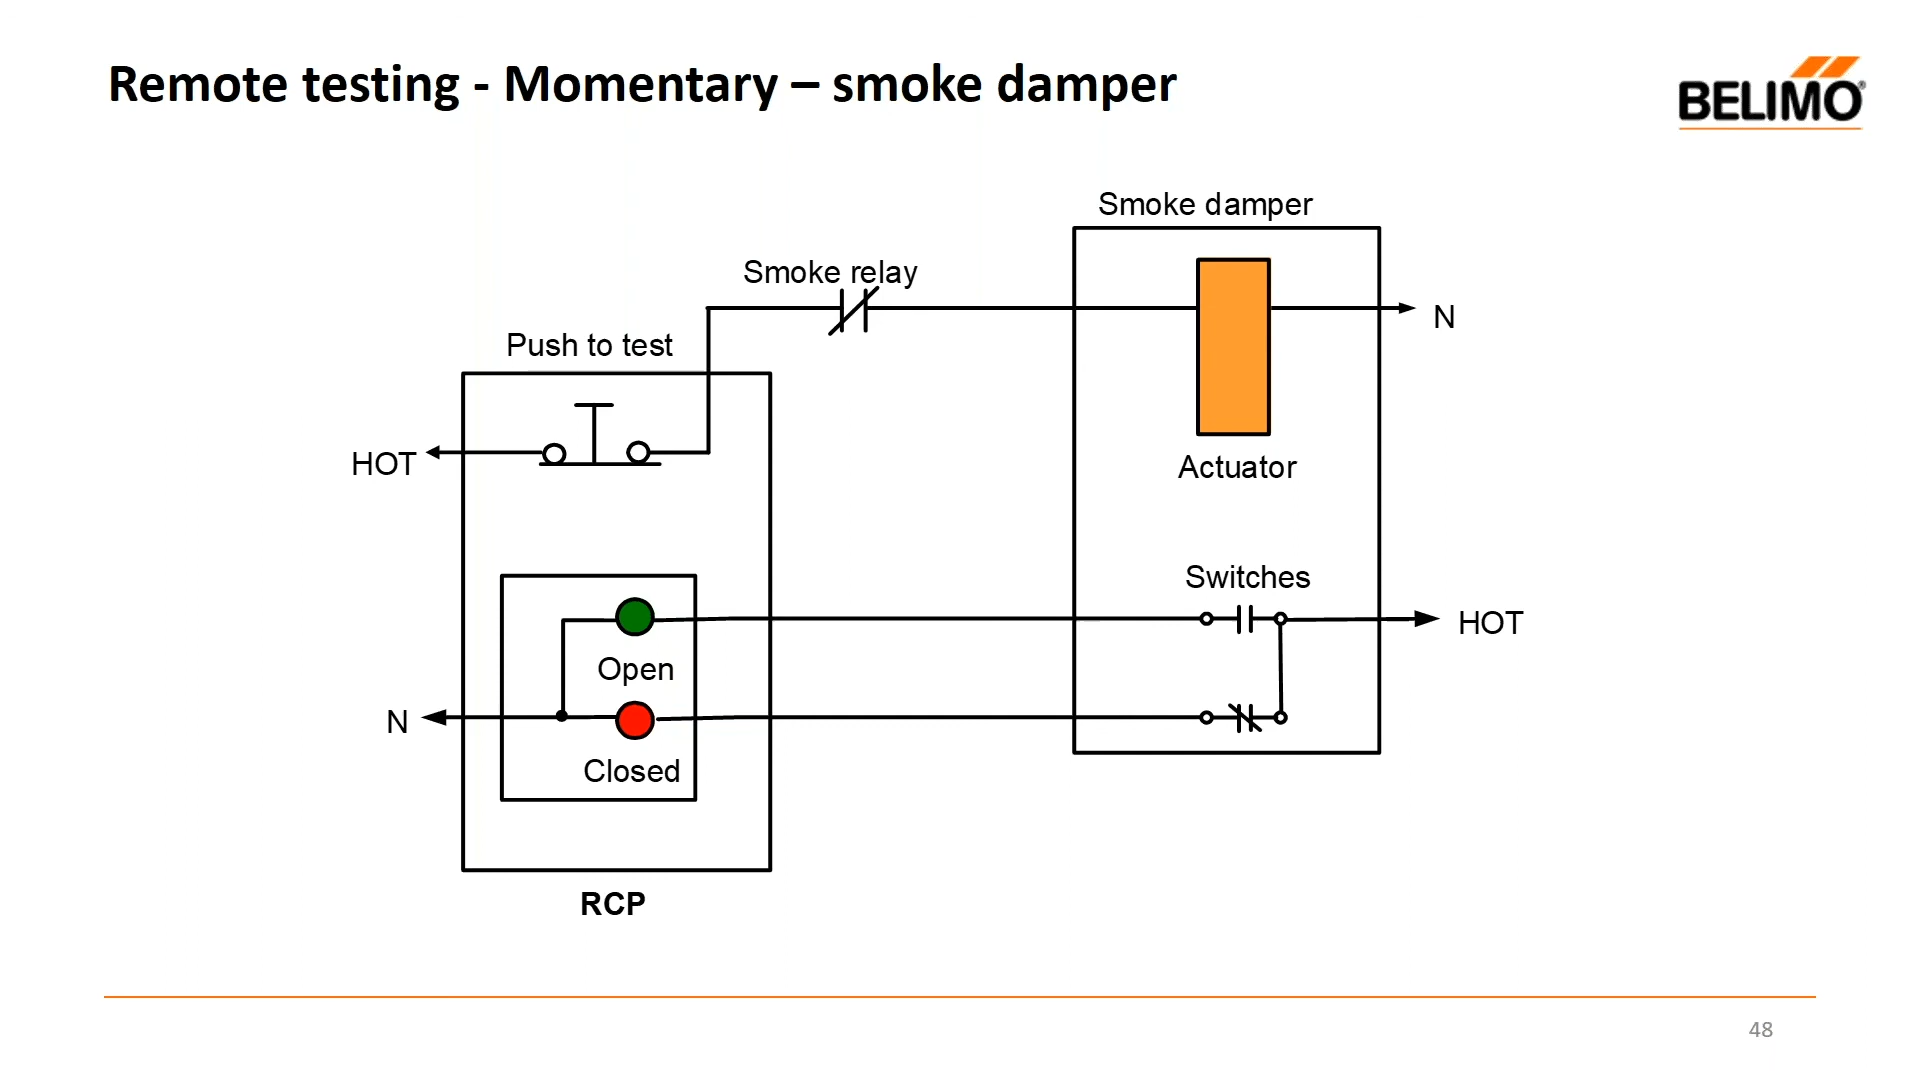 Remote testing - Momentary – smoke damper
BELIMO®
Smoke damper
Smoke relay
N
Push to test
HOT
Actuator
Switches
HOT
Open
N
Closed
RCP
48